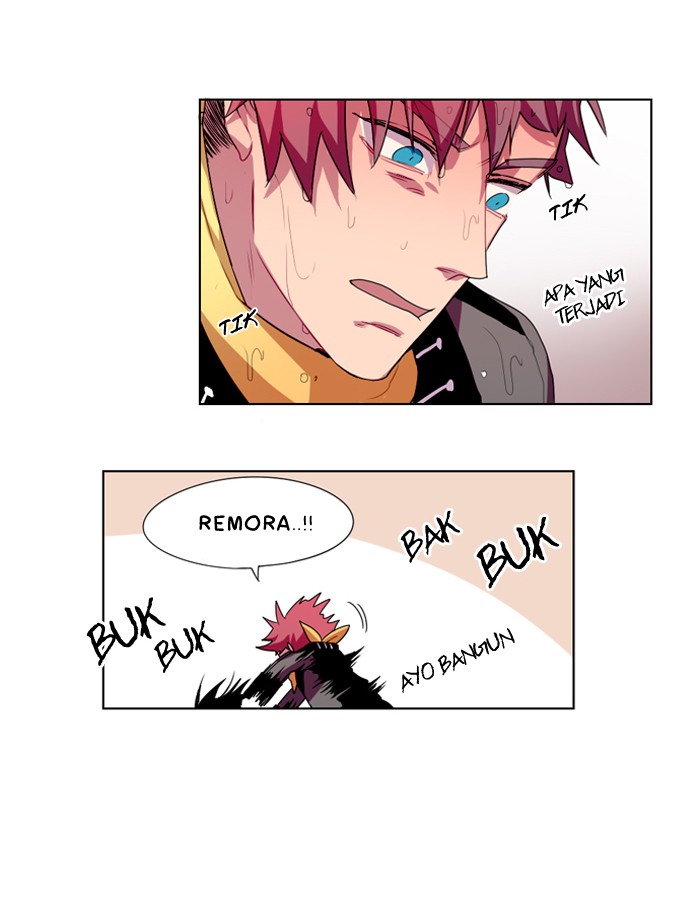 TIK
APA YANG
TERJADI
TIK
REMORA..!!
BAK
BUK
BUK
BUK
AYO BANGUN